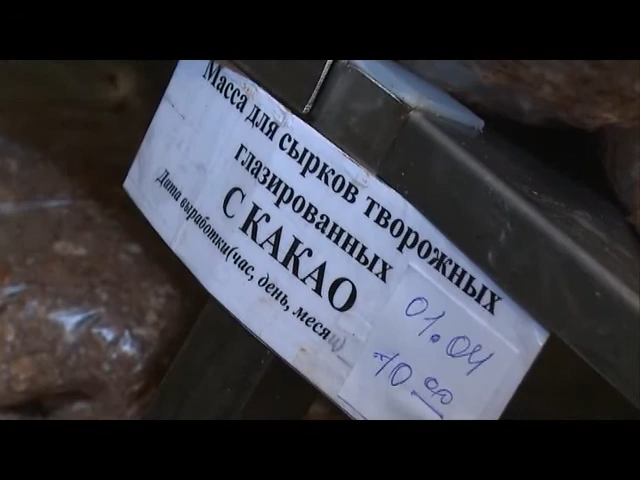 Масса для сырков творожных
глазированных
С КАКАО
Дата выработки(час, день, месяц)
01.04
10 00